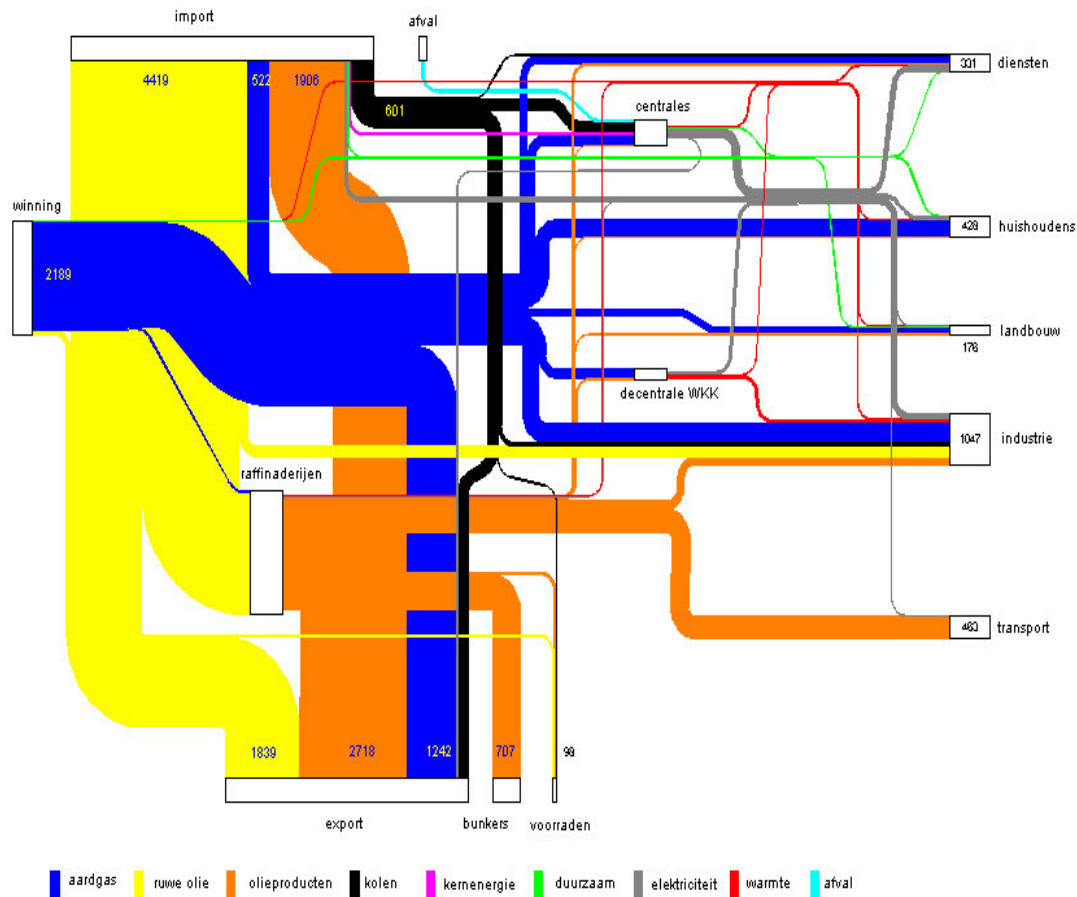 import
afval
4419
522
1906
601
centrales
331
diensten
winning
2189
428
huishoudens
landbouw
176
decentrale WKK
1047
industrie
raffinaderijen
transport
1839
2718
1242
707
98
export
bunkers
voorraden
aardgas
ruwe olie
olieproducten
kolen
kernenergie
duurzaam
elektriciteit
warmte
afval